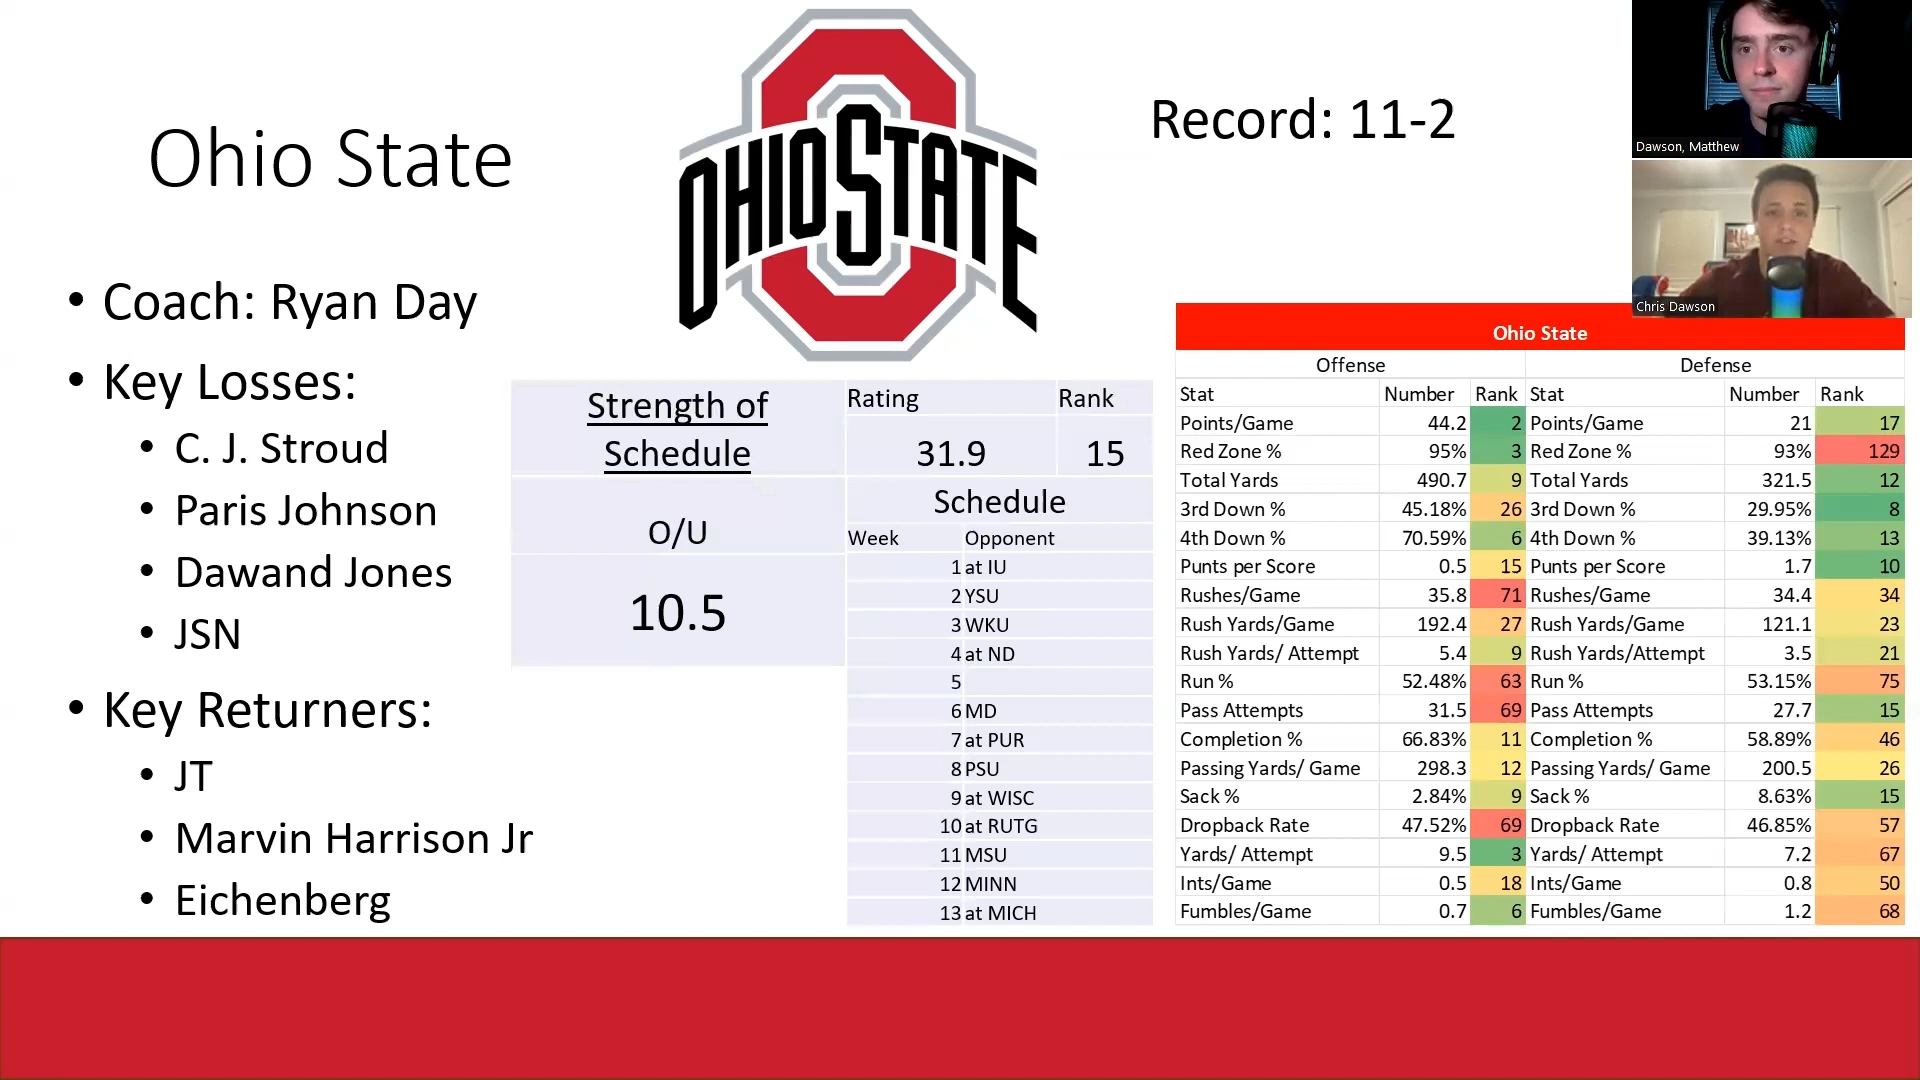 Ohio State
OHIO STATE
Record: 11-2
Dawson, Matthew
Chris Dawson
• Coach: Ryan Day
• Key Losses:
• C. J. Stroud
• Paris Johnson
• Dawand Jones
• JSN
• Key Returners:
• JT
• Marvin Harrison Jr
• Eichenberg
Strength of
Schedule
Rating Rank
31.9 15
O/U
10.5
Schedule
Week Opponent
1 at IU
2 YSU
3 WKU
4 at ND
5
6 MD
7 at PUR
8 PSU
9 at WISC
10 at RUTG
11 MSU
12 MINN
13 at MICH
Ohio State
Offense Defense
Stat Number Rank Stat Number Rank
Points/Game 44.2 2 Points/Game 21 17
Red Zone % 95% 3 Red Zone % 93% 129
Total Yards 490.7 9 Total Yards 321.5 12
3rd Down % 45.18% 26 3rd Down % 29.95% 8
4th Down % 70.59% 6 4th Down % 39.13% 13
Punts per Score 0.5 15 Punts per Score 1.7 10
Rushes/Game 35.8 71 Rushes/Game 34.4 34
Rush Yards/Game 192.4 27 Rush Yards/Game 121.1 23
Rush Yards/ Attempt 5.4 9 Rush Yards/Attempt 3.5 21
Run % 52.48% 63 Run % 53.15% 75
Pass Attempts 31.5 69 Pass Attempts 27.7 15
Completion % 66.83% 11 Completion % 58.89% 46
Passing Yards/ Game 298.3 12 Passing Yards/ Game 200.5 26
Sack % 2.84% 9 Sack % 8.63% 15
Dropback Rate 47.52% 69 Dropback Rate 46.85% 57
Yards/ Attempt 9.5 3 Yards/ Attempt 7.2 67
Ints/Game 0.5 18 Ints/Game 0.8 50
Fumbles/Game 0.7 6 Fumbles/Game 1.2 68